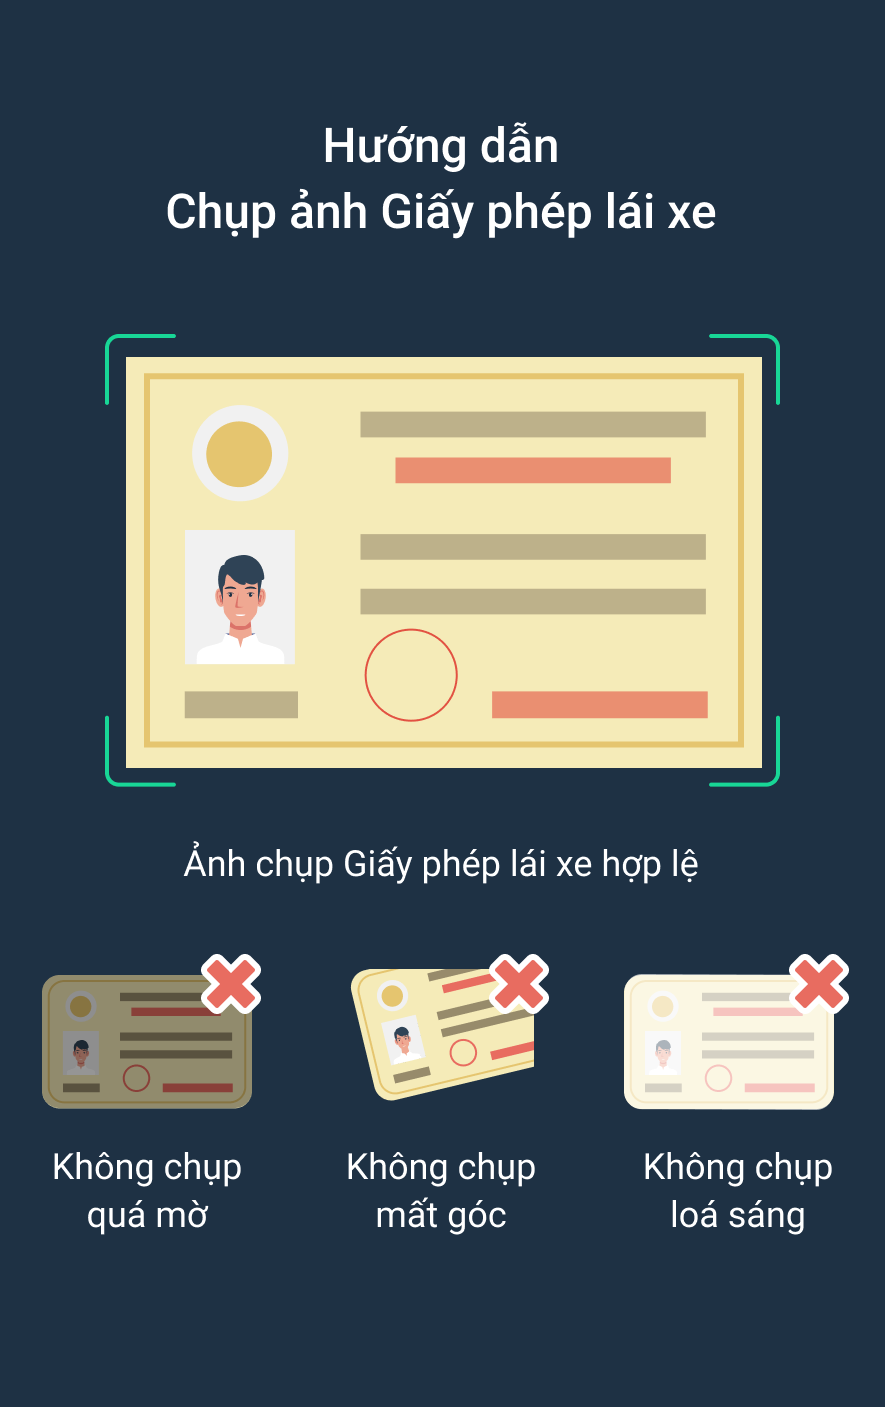 Hướng dẫn
Chụp ảnh Giấy phép lái xe
Ảnh chụp Giấy phép lái xe hợp lệ
Không chụp
quá mờ
Không chụp
mất góc
Không chụp
loá sáng